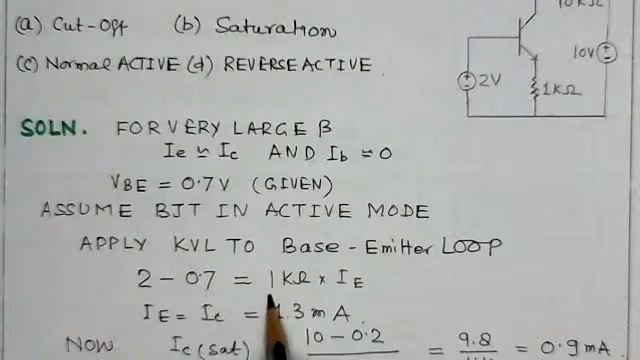 10KΩ
(a) Cut-Off (b) Saturation
10V
(c) Normal ACTIVE (d) REVERSE ACTIVE
2V
1KΩ
SOLN. FOR VERY LARGE β
Ie ≃ Ic AND Ib ≃ 0
VBE = 0.7V (GIVEN)
ASSUME BJT IN ACTIVE MODE
APPLY KVL TO Base - Emitter LOOP
2 - 0.7 = 1KΩ × IE
IE = Ic = 1.3 mA.
Now Ic(sat) 10 - 0.2 = 9.8 = 0.9mA